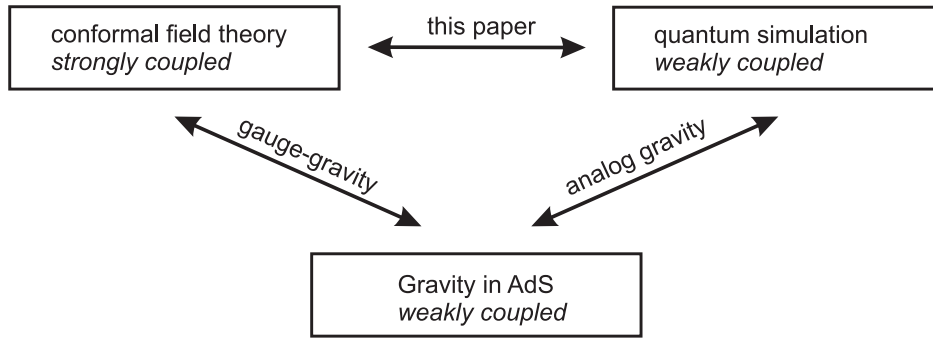 conformal field theory
strongly coupled
this paper
quantum simulation
weakly coupled
gauge-gravity
analog gravity
Gravity in AdS
weakly coupled